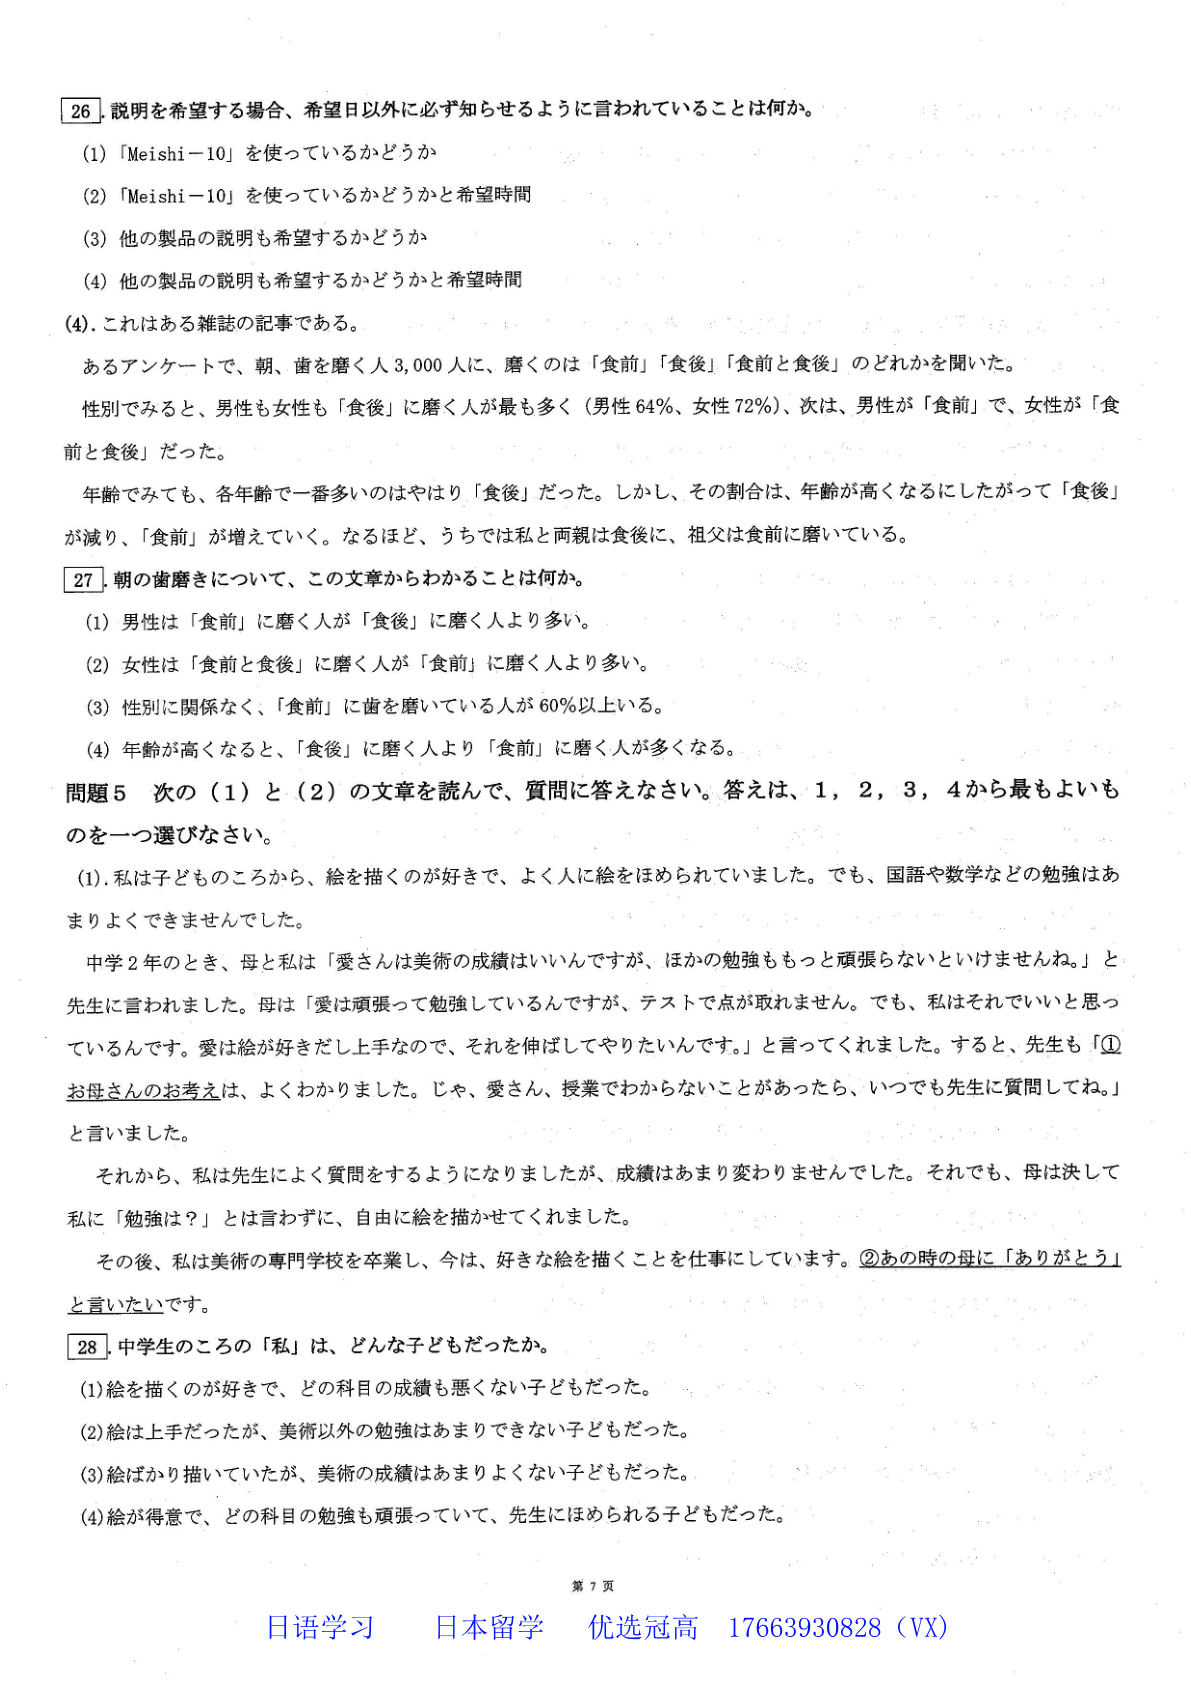 26.説明を希望する場合、希望日以外に必ず知らせるように言われていることは何か。
(1)「Meishi－10」を使っているかどうか
(2)「Meishi－10」を使っているかどうかと希望時間
(3) 他の製品の説明も希望するかどうか
(4) 他の製品の説明も希望するかどうかと希望時間
(4).これはある雑誌の記事である。
あるアンケートで、朝、歯を磨く人 3,000 人に、磨くのは「食前」「食後」「食前と食後」のどれかを聞いた。
性別でみると、男性も女性も「食後」に磨く人が最も多く（男性 64%、女性 72%）、次は、男性が「食前」で、女性が「食
前と食後」だった。
年齢でみても、各年齢で一番多いのはやはり「食後」だった。しかし、その割合は、年齢が高くなるにしたがって「食後」
が減り、「食前」が増えていく。なるほど、うちでは私と両親は食後に、祖父は食前に磨いている。
27.朝の歯磨きについて、この文章からわかることは何か。
(1) 男性は「食前」に磨く人が「食後」に磨く人より多い。
(2) 女性は「食前と食後」に磨く人が「食前」に磨く人より多い。
(3) 性別に関係なく、「食前」に歯を磨いている人が 60%以上いる。
(4) 年齢が高くなると、「食後」に磨く人より「食前」に磨く人が多くなる。
問題５　次の（１）と（２）の文章を読んで、質問に答えなさい。答えは、１，２，３，４から最もよいも
のを一つ選びなさい。
(1).私は子どものころから、絵を描くのが好きで、よく人に絵をほめられていました。でも、国語や数学などの勉強はあ
まりよくできませんでした。
中学２年のとき、母と私は「愛さんは美術の成績はいいんですが、ほかの勉強ももっと頑張らないといけませんね。」と
先生に言われました。母は「愛は頑張って勉強しているんですが、テストで点が取れません。でも、私はそれでいいと思っ
ているんです。愛は絵が好きだし上手なので、それを伸ばしてやりたいんです。」と言ってくれました。すると、先生も「①
お母さんのお考えは、よくわかりました。じゃ、愛さん、授業でわからないことがあったら、いつでも先生に質問してね。」
と言いました。
それから、私は先生によく質問をするようになりましたが、成績はあまり変わりませんでした。それでも、母は決して
私に「勉強は？」とは言わずに、自由に絵を描かせてくれました。
その後、私は美術の専門学校を卒業し、今は、好きな絵を描くことを仕事にしています。②あの時の母に「ありがとう」
と言いたいです。
28.中学生のころの「私」は、どんな子どもだったか。
(1)絵を描くのが好きで、どの科目の成績も悪くない子どもだった。
(2)絵は上手だったが、美術以外の勉強はあまりできない子どもだった。
(3)絵ばかり描いていたが、美術の成績はあまりよくない子どもだった。
(4)絵が得意で、どの科目の勉強も頑張っていて、先生にほめられる子どもだった。
第 7 页
日语学习　日本留学　优选冠高　17663930828（VX）